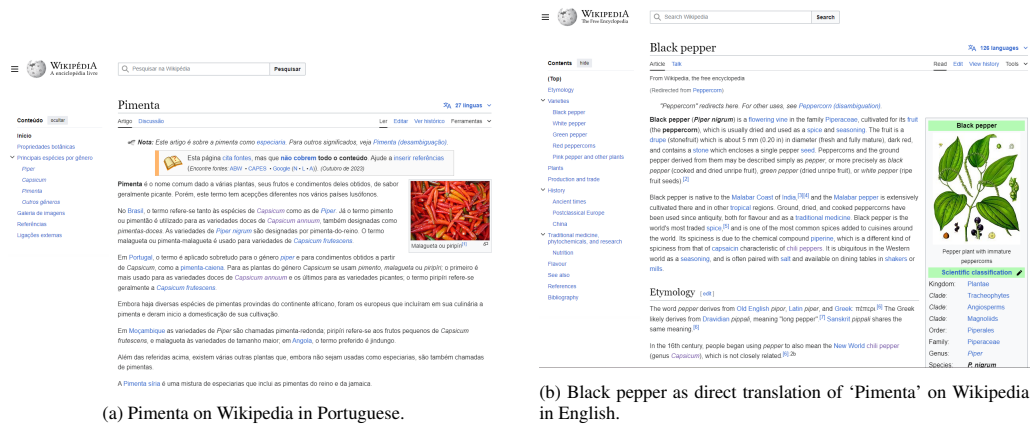 WIKIPÉDIA
A enciclopédia livre
Pesquisar na Wikipédia
Pesquisar
Pimenta
27 línguas
Conteúdo ocultar
Início
Propriedades botânicas
Principais espécies por gênero
Piper
Capsicum
Pimenta
Outros gêneros
Galeria de imagens
Referências
Ligações externas
Artigo Discussão
Ler Editar Ver histórico Ferramentas
Nota: Este artigo é sobre a pimenta como especiaria. Para outros significados, veja Pimenta (desambiguação).
Esta página cita fontes, mas que não cobrem todo o conteúdo. Ajude a inserir referências
(Encontre fontes: ABW • CAPES • Google (N • L • A)). (Outubro de 2023)
Pimenta é o nome comum dado a várias plantas, seus frutos e condimentos deles obtidos, de sabor
geralmente picante. Porém, este termo tem acepções diferentes nos vários países lusófonos.
No Brasil, o termo refere-se tanto às espécies de Capsicum como as de Piper. Já o termo pimento
ou pimentão é utilizado para as variedades doces de Capsicum annuum, também designadas como
pimentas-doces. As variedades de Piper nigrum são designadas por pimenta-do-reino. O termo
malagueta ou pimenta-malagueta é usado para variedades de Capsicum frutescens.
Malagueta ou piripíri[1]
Em Portugal, o termo é aplicado sobretudo para o género piper e para condimentos obtidos a partir
de Capsicum, como a pimenta-caiena. Para as plantas do género Capsicum se usam pimento, malagueta ou piripíri: o primeiro é
mais usado para as variedades doces de Capsicum annuum e os últimos para as variedades picantes; o termo piripíri refere-se
geralmente a Capsicum frutescens.
Embora haja diversas espécies de pimentas provindas do continente africano, foram os europeus que incluíram em sua culinária a
pimenta e deram início a domesticação de sua cultivação.
Em Moçambique as variedades de Piper são chamadas pimenta-redonda; piripíri refere-se aos frutos pequenos de Capsicum
frutescens, e malagueta às variedades de tamanho maior; em Angola, o termo preferido é jindungo.
Além das referidas acima, existem várias outras plantas que, embora não sejam usadas como especiarias, são também chamadas
de pimentas.
A Pimenta síria é uma mistura de especiarias que inclui as pimentas do reino e da jamaica.
(a) Pimenta on Wikipedia in Portuguese.
WIKIPEDIA
The Free Encyclopedia
Search Wikipedia
Search
Black pepper
126 languages
Contents hide
(Top)
Etymology
Varieties
Black pepper
White pepper
Green pepper
Red peppercorns
Pink pepper and other plants
Plants
Production and trade
History
Ancient times
Postclassical Europe
China
Traditional medicine,
phytochemicals, and research
Nutrition
Flavour
See also
References
Bibliography
Article Talk
Read Edit View history Tools
From Wikipedia, the free encyclopedia
(Redirected from Peppercorn)
"Peppercorn" redirects here. For other uses, see Peppercorn (disambiguation).
Black pepper (Piper nigrum) is a flowering vine in the family Piperaceae, cultivated for its fruit
(the peppercorn), which is usually dried and used as a spice and seasoning. The fruit is a
drupe (stonefruit) which is about 5 mm (0.20 in) in diameter (fresh and fully mature), dark red,
and contains a stone which encloses a single pepper seed. Peppercorns and the ground
pepper derived from them may be described simply as pepper, or more precisely as black
pepper (cooked and dried unripe fruit), green pepper (dried unripe fruit), or white pepper (ripe
fruit seeds).[2]
Black pepper is native to the Malabar Coast of India,[3][4] and the Malabar pepper is extensively
cultivated there and in other tropical regions. Ground, dried, and cooked peppercorns have
been used since antiquity, both for flavour and as a traditional medicine. Black pepper is the
world's most traded spice,[5] and is one of the most common spices added to cuisines around
the world. Its spiciness is due to the chemical compound piperine, which is a different kind of
spiciness from that of capsaicin characteristic of chili peppers. It is ubiquitous in the Western
world as a seasoning, and is often paired with salt and available on dining tables in shakers or
mills.
Etymology [edit]
The word pepper derives from Old English pipor, Latin piper, and Greek: πέπερι.[6] The Greek
likely derives from Dravidian pippali, meaning "long pepper".[7] Sanskrit pippali shares the
same meaning.[6]
In the 16th century, people began using pepper to also mean the New World chili pepper
(genus Capsicum), which is not closely related.[6]: 2b
Black pepper
Pepper plant with immature
peppercorns
Scientific classification
Kingdom: Plantae
Clade: Tracheophytes
Clade: Angiosperms
Clade: Magnoliids
Order: Piperales
Family: Piperaceae
Genus: Piper
Species: P. nigrum
(b) Black pepper as direct translation of ‘Pimenta’ on Wikipedia
in English.